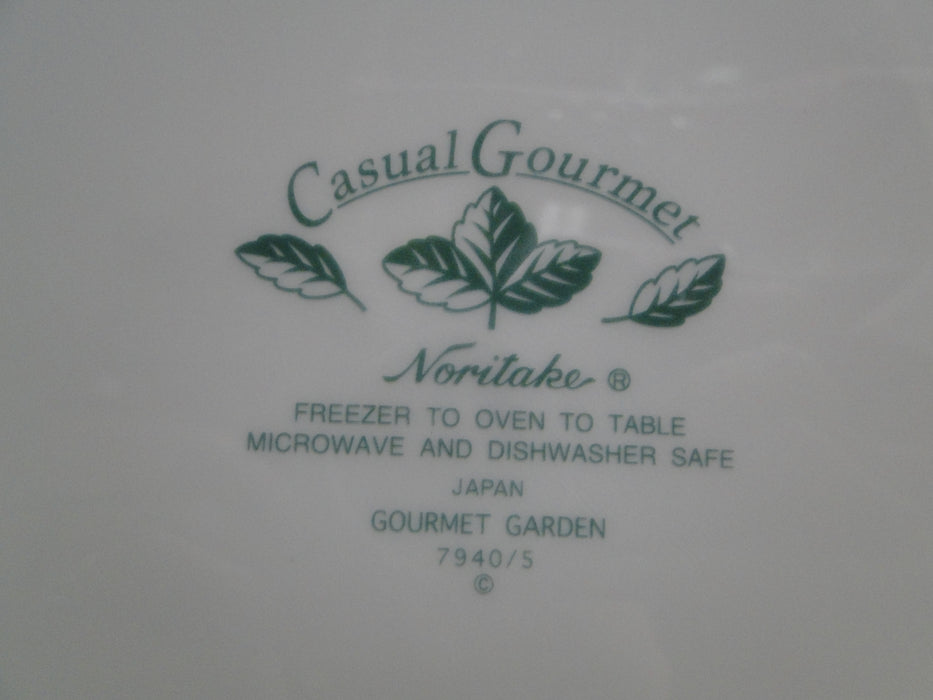 Casual Gourmet
Noritake ®
FREEZER TO OVEN TO TABLE
MICROWAVE AND DISHWASHER SAFE
JAPAN
GOURMET GARDEN
7940/5
©